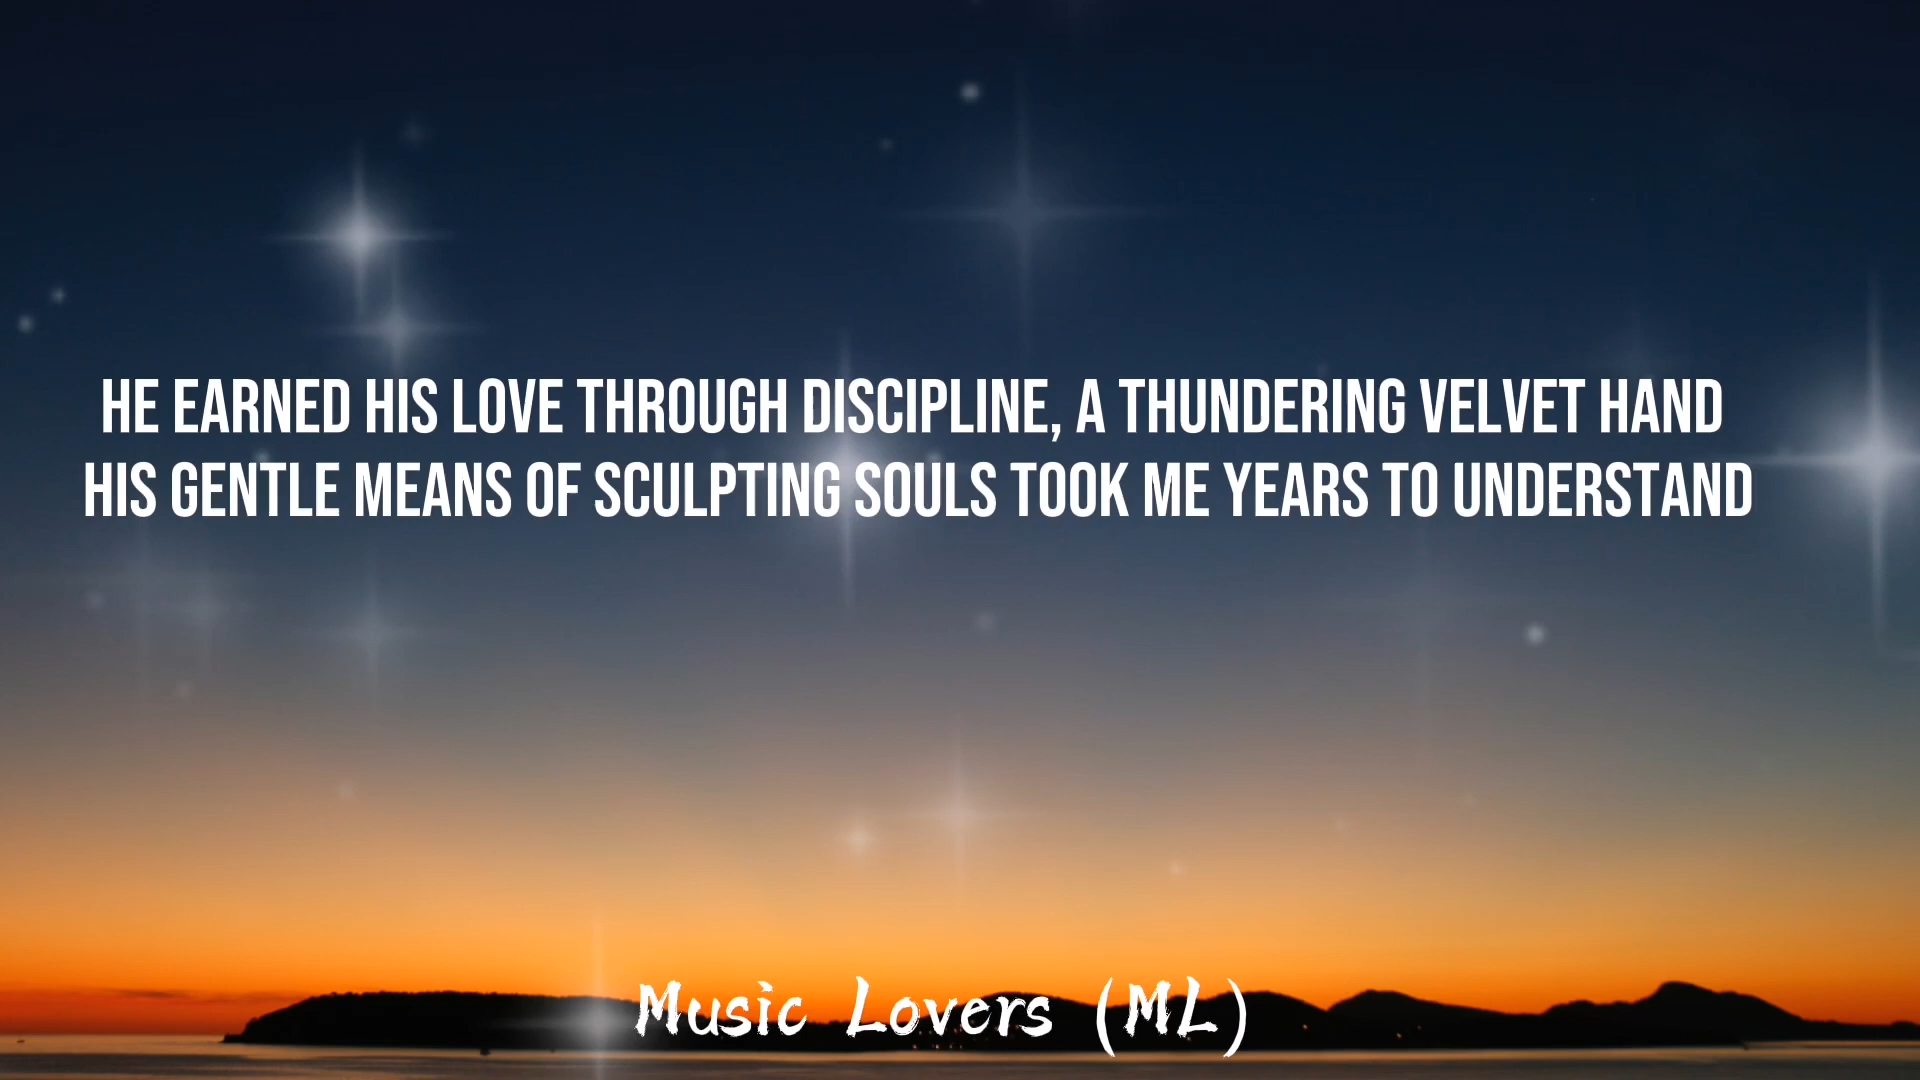 HE EARNED HIS LOVE THROUGH DISCIPLINE, A THUNDERING VELVET HAND
HIS GENTLE MEANS OF SCULPTING SOULS TOOK ME YEARS TO UNDERSTAND
Music Lovers (ML)